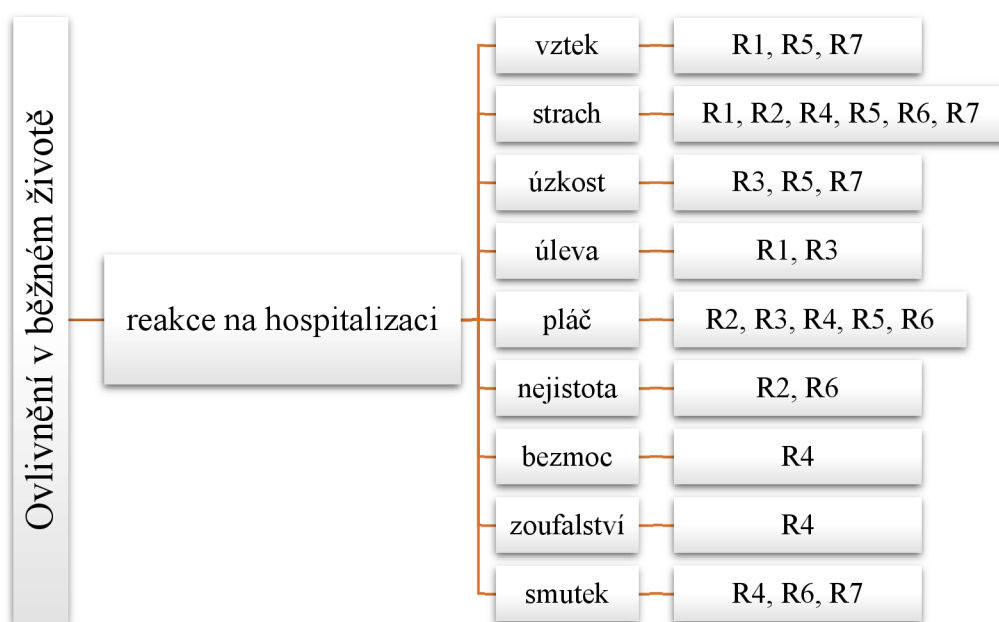 Ovlivnění v běžném životě
reakce na hospitalizaci
vztek
R1, R5, R7
strach
R1, R2, R4, R5, R6, R7
úzkost
R3, R5, R7
úleva
R1, R3
pláč
R2, R3, R4, R5, R6
nejistota
R2, R6
bezmoc
R4
zoufalství
R4
smutek
R4, R6, R7